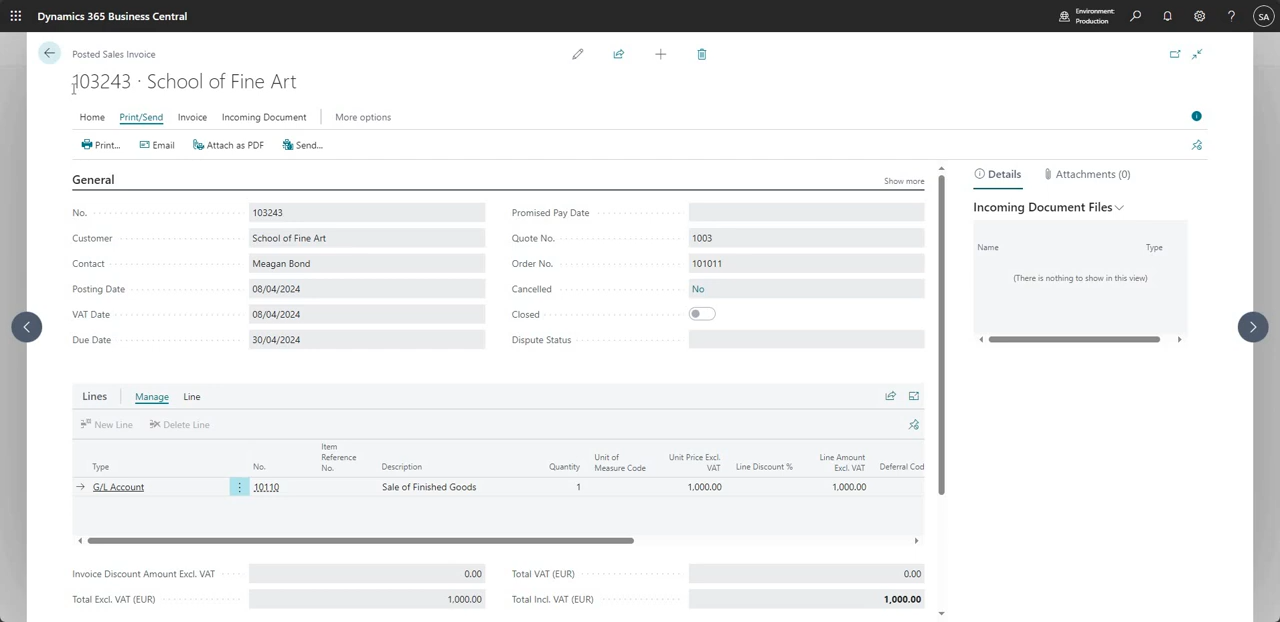 Dynamics 365 Business Central
Environment:
Production
?
SA
Posted Sales Invoice
103243 · School of Fine Art
Home Print/Send Invoice Incoming Document More options
Print... Email Attach as PDF Send...
General Show more
No. 103243
Customer School of Fine Art
Contact Meagan Bond
Posting Date 08/04/2024
VAT Date 08/04/2024
Due Date 30/04/2024
Promised Pay Date
Quote No. 1003
Order No. 101011
Cancelled No
Closed
Dispute Status
Details Attachments (0)
Incoming Document Files
Name Type
(There is nothing to show in this view)
Lines Manage Line
New Line Delete Line
Type
No.
Item
Reference
No.
Description
Quantity
Unit of
Measure Code
Unit Price Excl.
VAT
Line Discount %
Line Amount
Excl. VAT
Deferral Cod
G/L Account 10110 Sale of Finished Goods 1 1,000.00 1,000.00
Invoice Discount Amount Excl. VAT 0.00
Total Excl. VAT (EUR) 1,000.00
Total VAT (EUR) 0.00
Total Incl. VAT (EUR) 1,000.00